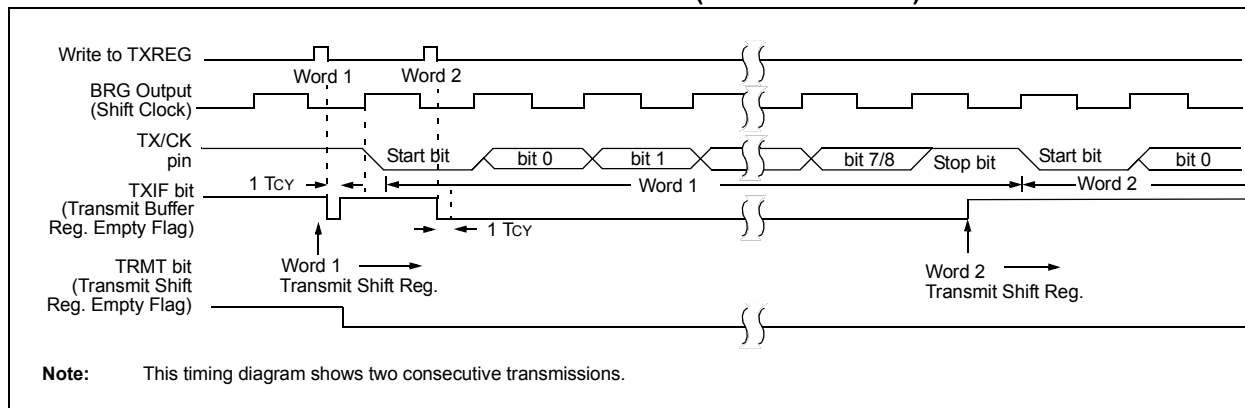 Write to TXREG
Word 1
Word 2
BRG Output
(Shift Clock)
TX/CK
pin
Start bit
bit 0
bit 1
bit 7/8
Stop bit
Start bit
bit 0
1 TCY
Word 1
Word 2
TXIF bit
(Transmit Buffer
Reg. Empty Flag)
1 TCY
Word 1
Transmit Shift Reg.
Word 2
Transmit Shift Reg.
TRMT bit
(Transmit Shift
Reg. Empty Flag)
Note: This timing diagram shows two consecutive transmissions.